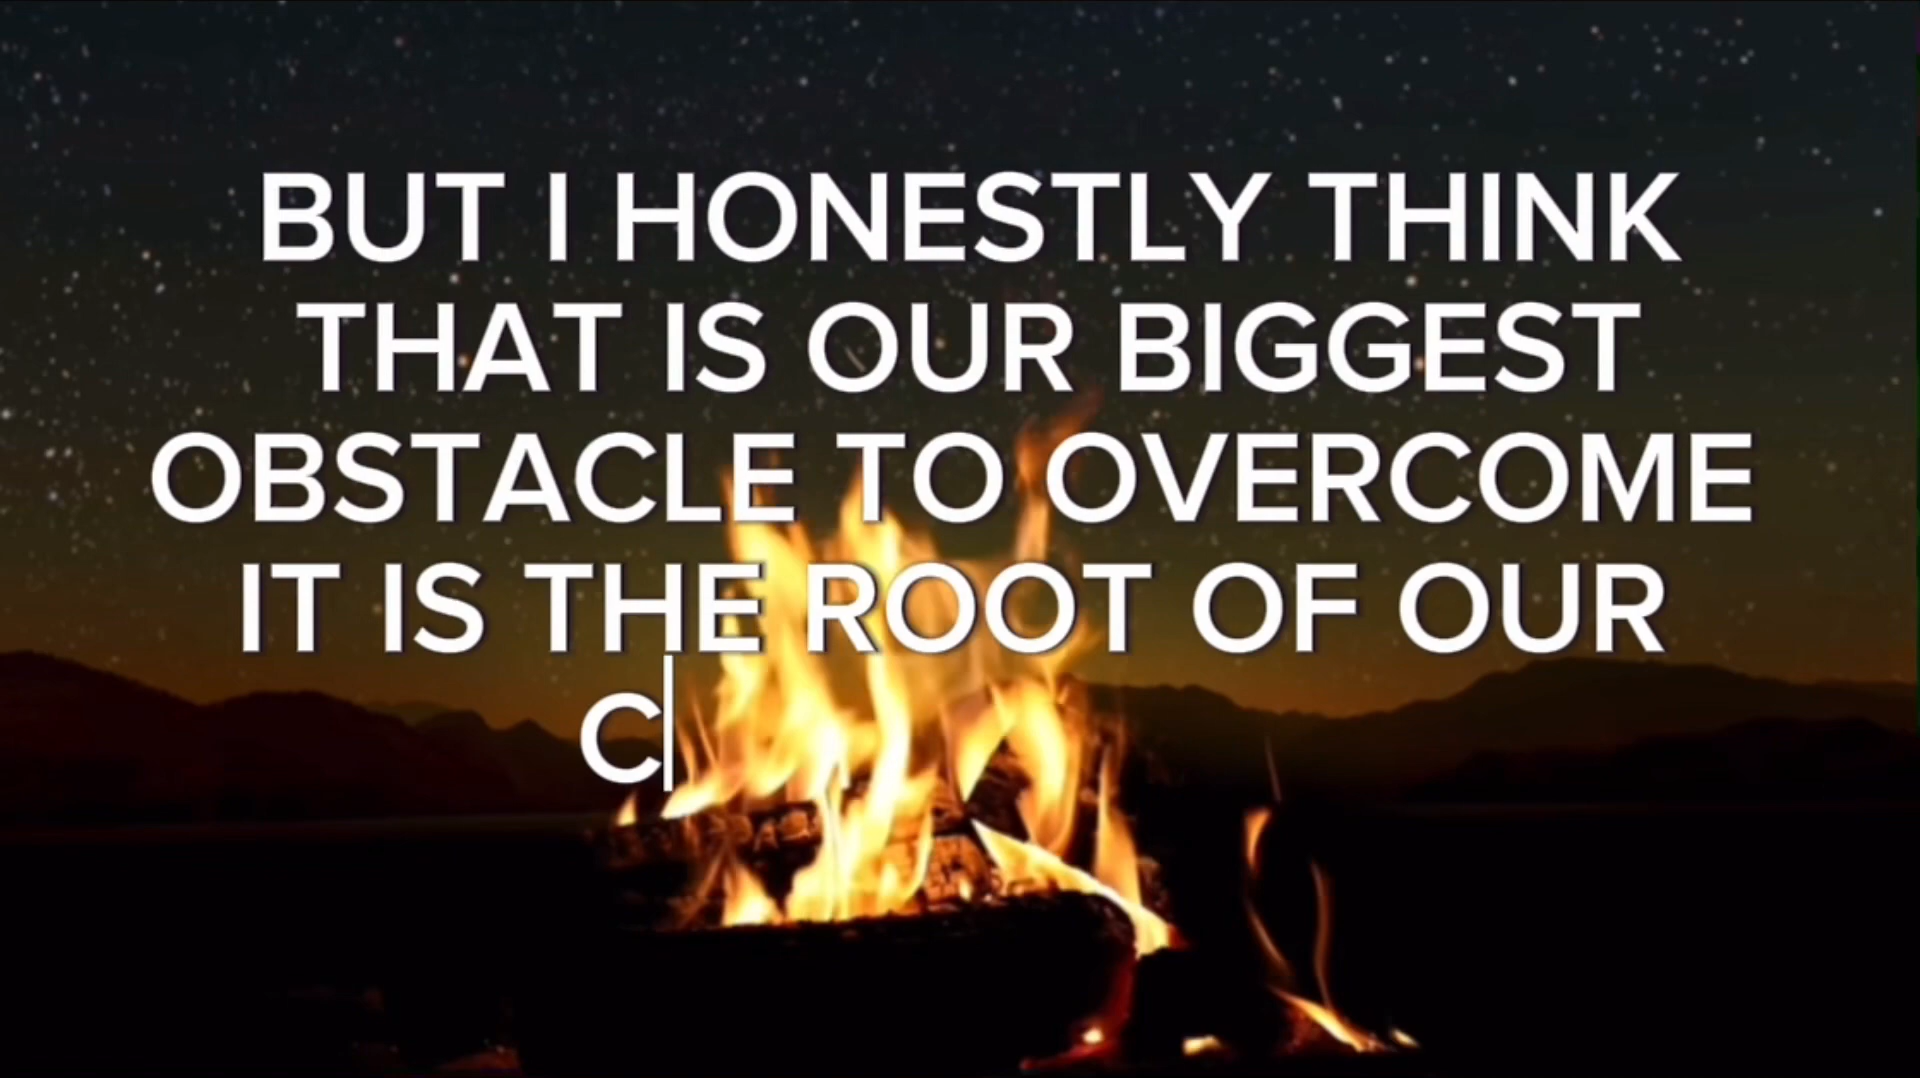 BUT I HONESTLY THINK
THAT IS OUR BIGGEST
OBSTACLE TO OVERCOME
IT IS THE ROOT OF OUR
C